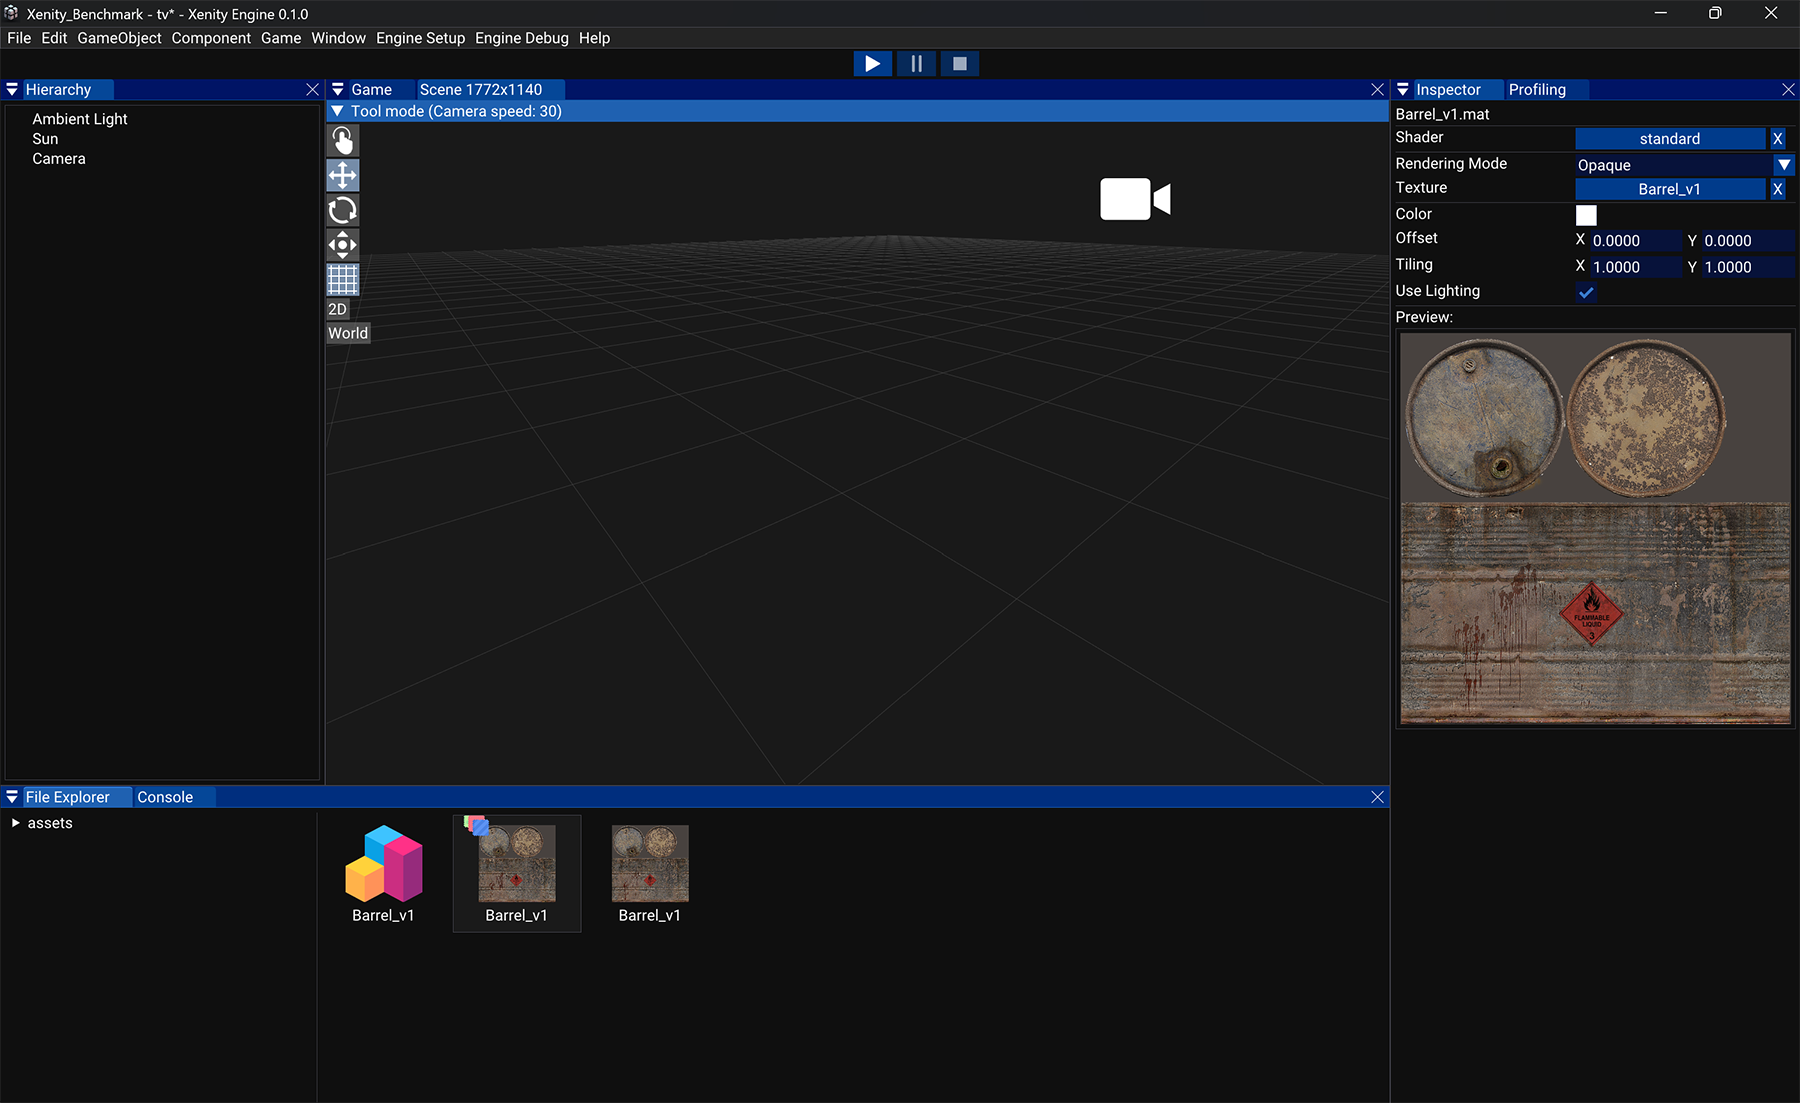 Xenity_Benchmark - tv* - Xenity Engine 0.1.0
File Edit GameObject Component Game Window Engine Setup Engine Debug Help
Hierarchy
Ambient Light
Sun
Camera
Game Scene 1772x1140
Tool mode (Camera speed: 30)
2D
World
Inspector Profiling
Barrel_v1.mat
Shader standard X
Rendering Mode Opaque
Texture Barrel_v1 X
Color
Offset X 0.0000 Y 0.0000
Tiling X 1.0000 Y 1.0000
Use Lighting
Preview:
FLAMMABLE
LIQUID
3
File Explorer Console
assets
Barrel_v1 Barrel_v1 Barrel_v1